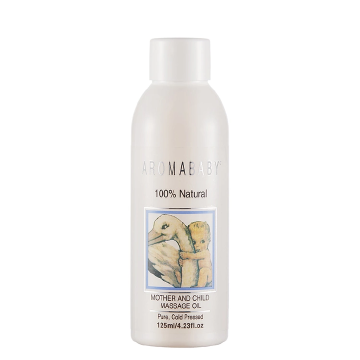 AROMABABY
100% Natural
MOTHER AND CHILD
MASSAGE OIL
Pure, Cold Pressed
125ml/4.23fl.oz